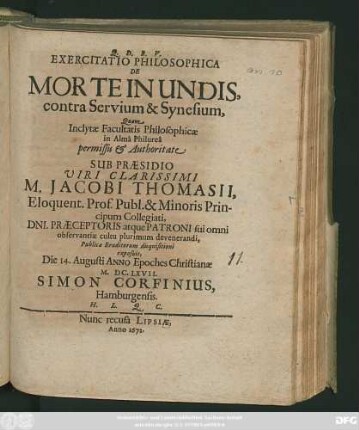 Q. D. B. V.
EXERCITATIO PHILOSOPHICA
DE
MORTE IN UNDIS,
contra Servium & Synesium,
Quam
Inclytæ Facultatis Philosophicæ
in Almâ Philureâ
permissu & Authoritate
SUB PRÆSIDIO
VIRI CLARISSIMI
M. JACOBI THOMASII,
Eloquent. Prof. Publ. & Minoris Prin-
cipum Collegiati,
DNI. PRÆCEPTORIS atque PATRONI sui omni
observantiæ cultu plurimum devenerandi,
Publicæ Eruditorum disquisitioni
exponit,
Die 14. Augusti ANNO Epoches Christianæ
M. DC. LXVII.
11.
SIMON CORFINIUS,
Hamburgensis.
H. L. Q. C.
Nunc recusa LIPSIÆ,
Anno 1672.
DFG